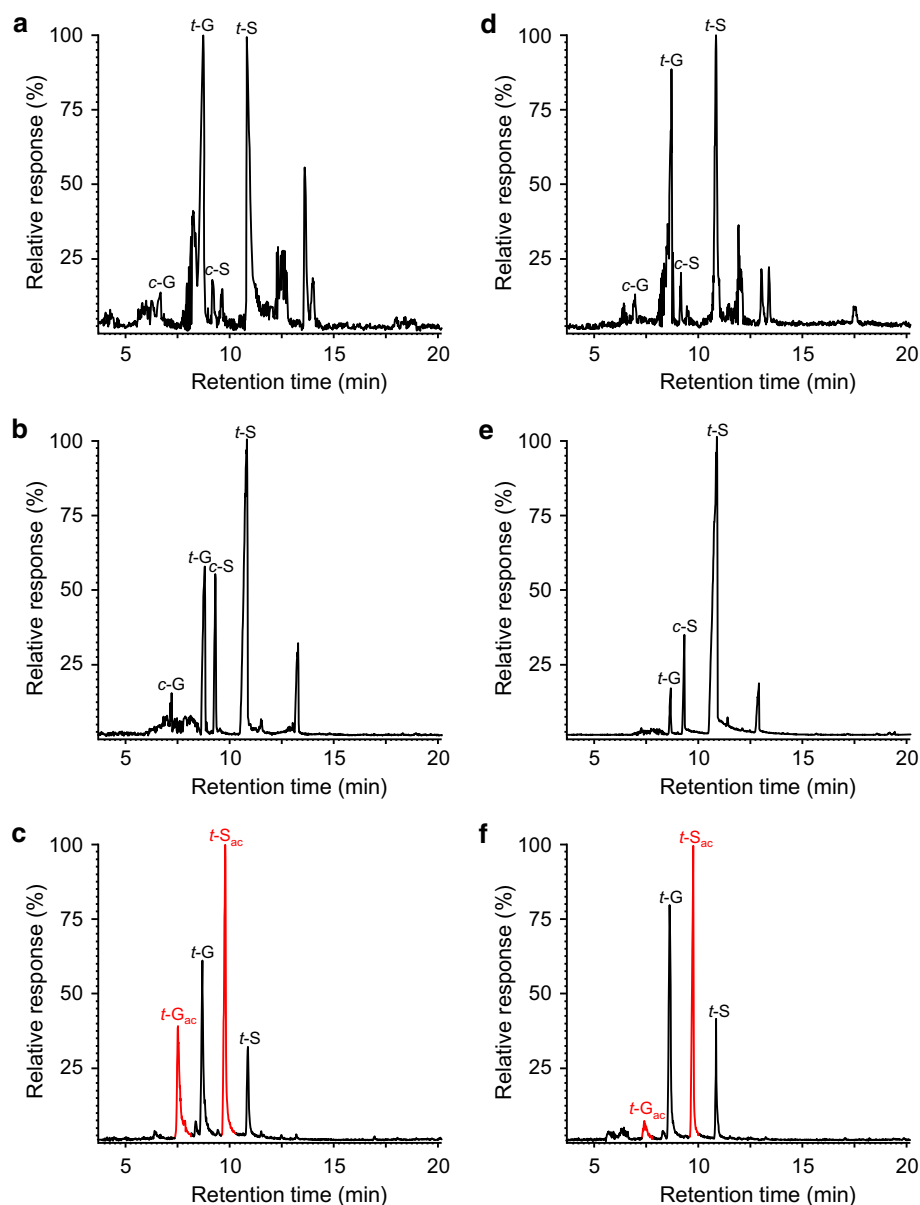 a
t-G
t-S
c-G
c-S
100
75
50
25
Relative response (%)
5
10
15
20
Retention time (min)
d
t-S
t-G
c-G
c-S
100
75
50
25
Relative response (%)
5
10
15
20
Retention time (min)
b
t-S
t-G
c-S
c-G
100
75
50
25
Relative response (%)
5
10
15
20
Retention time (min)
e
t-S
c-S
t-G
100
75
50
25
Relative response (%)
5
10
15
20
Retention time (min)
c
t-Sac
t-G
t-Gac
t-S
100
75
50
25
Relative response (%)
5
10
15
20
Retention time (min)
f
t-Sac
t-G
t-S
t-Gac
100
75
50
25
Relative response (%)
5
10
15
20
Retention time (min)